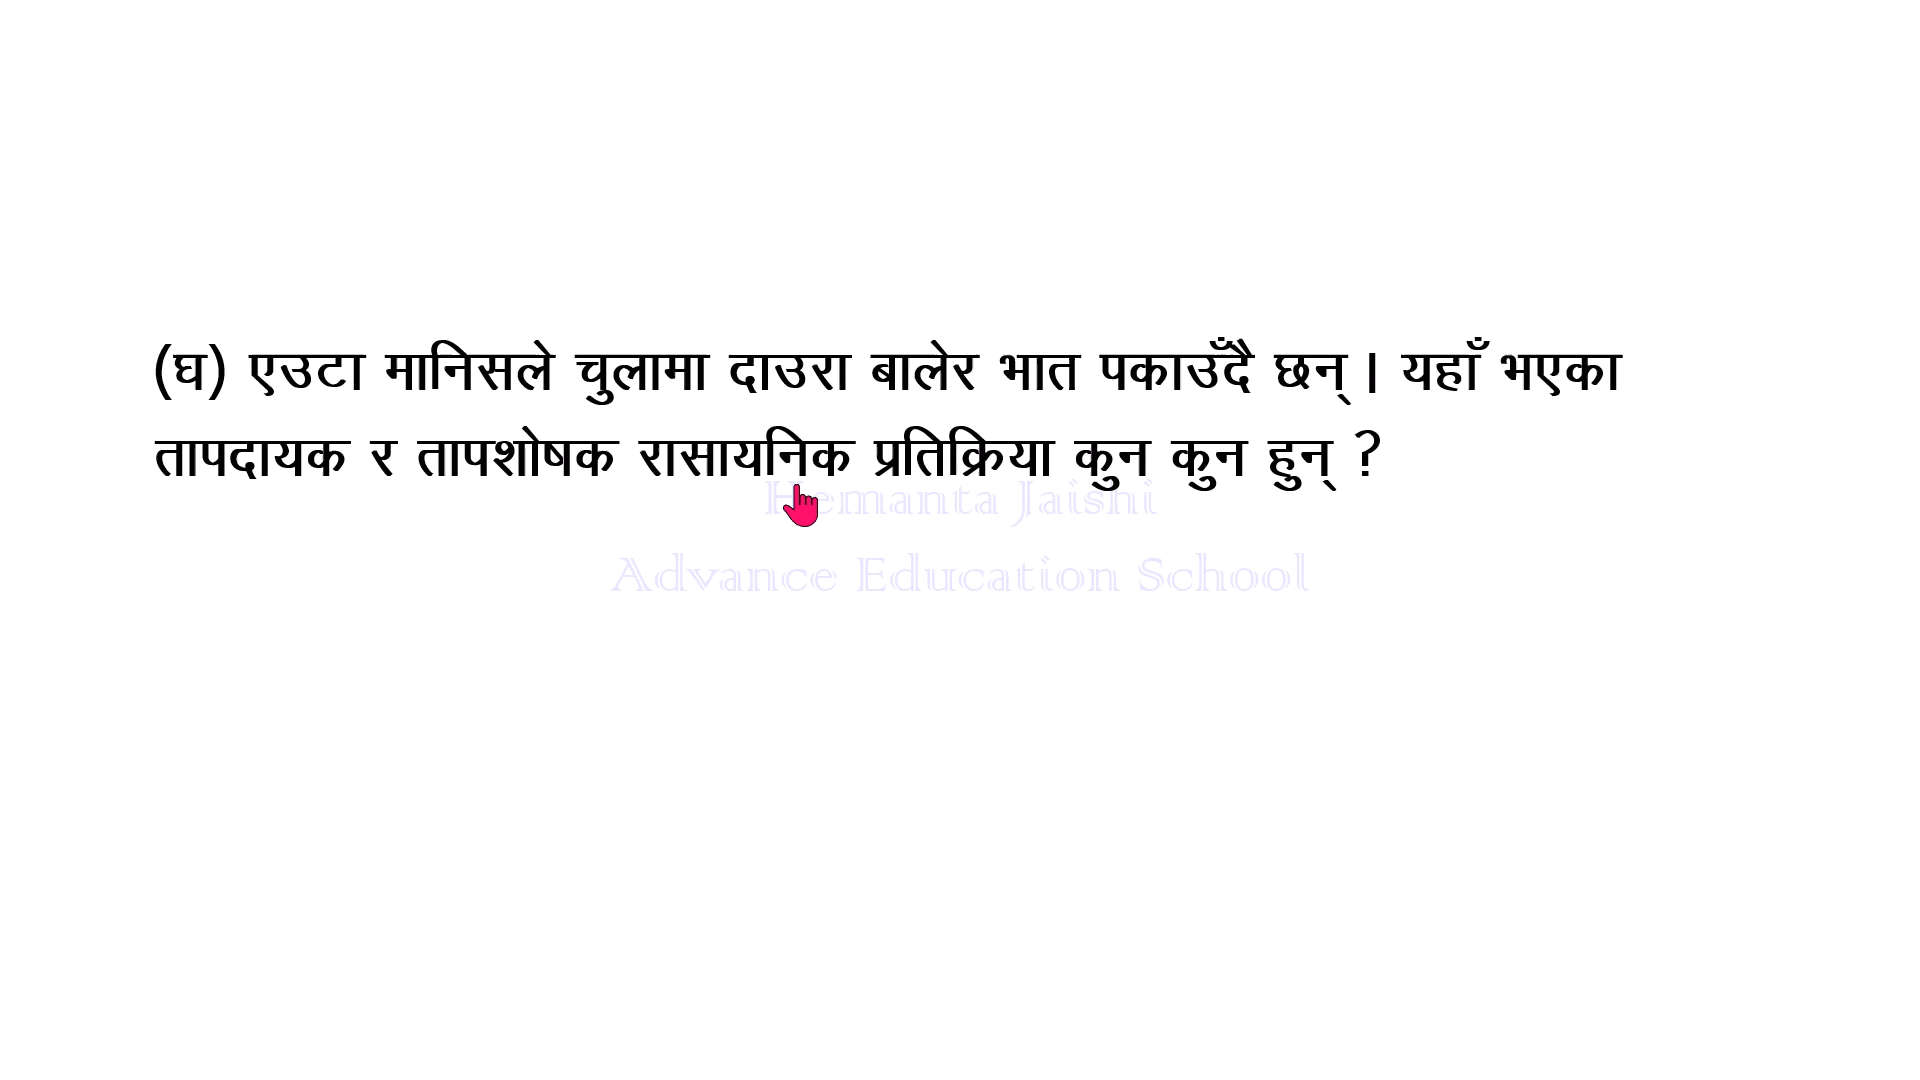 (घ) एउटा मानिसले चुलामा दाउरा बालेर भात पकाउँदै छन् । यहाँ भएका
तापदायक र तापशोषक रासायनिक प्रतिक्रिया कुन कुन हुन् ?
Hemanta Jaishi
Advance Education School